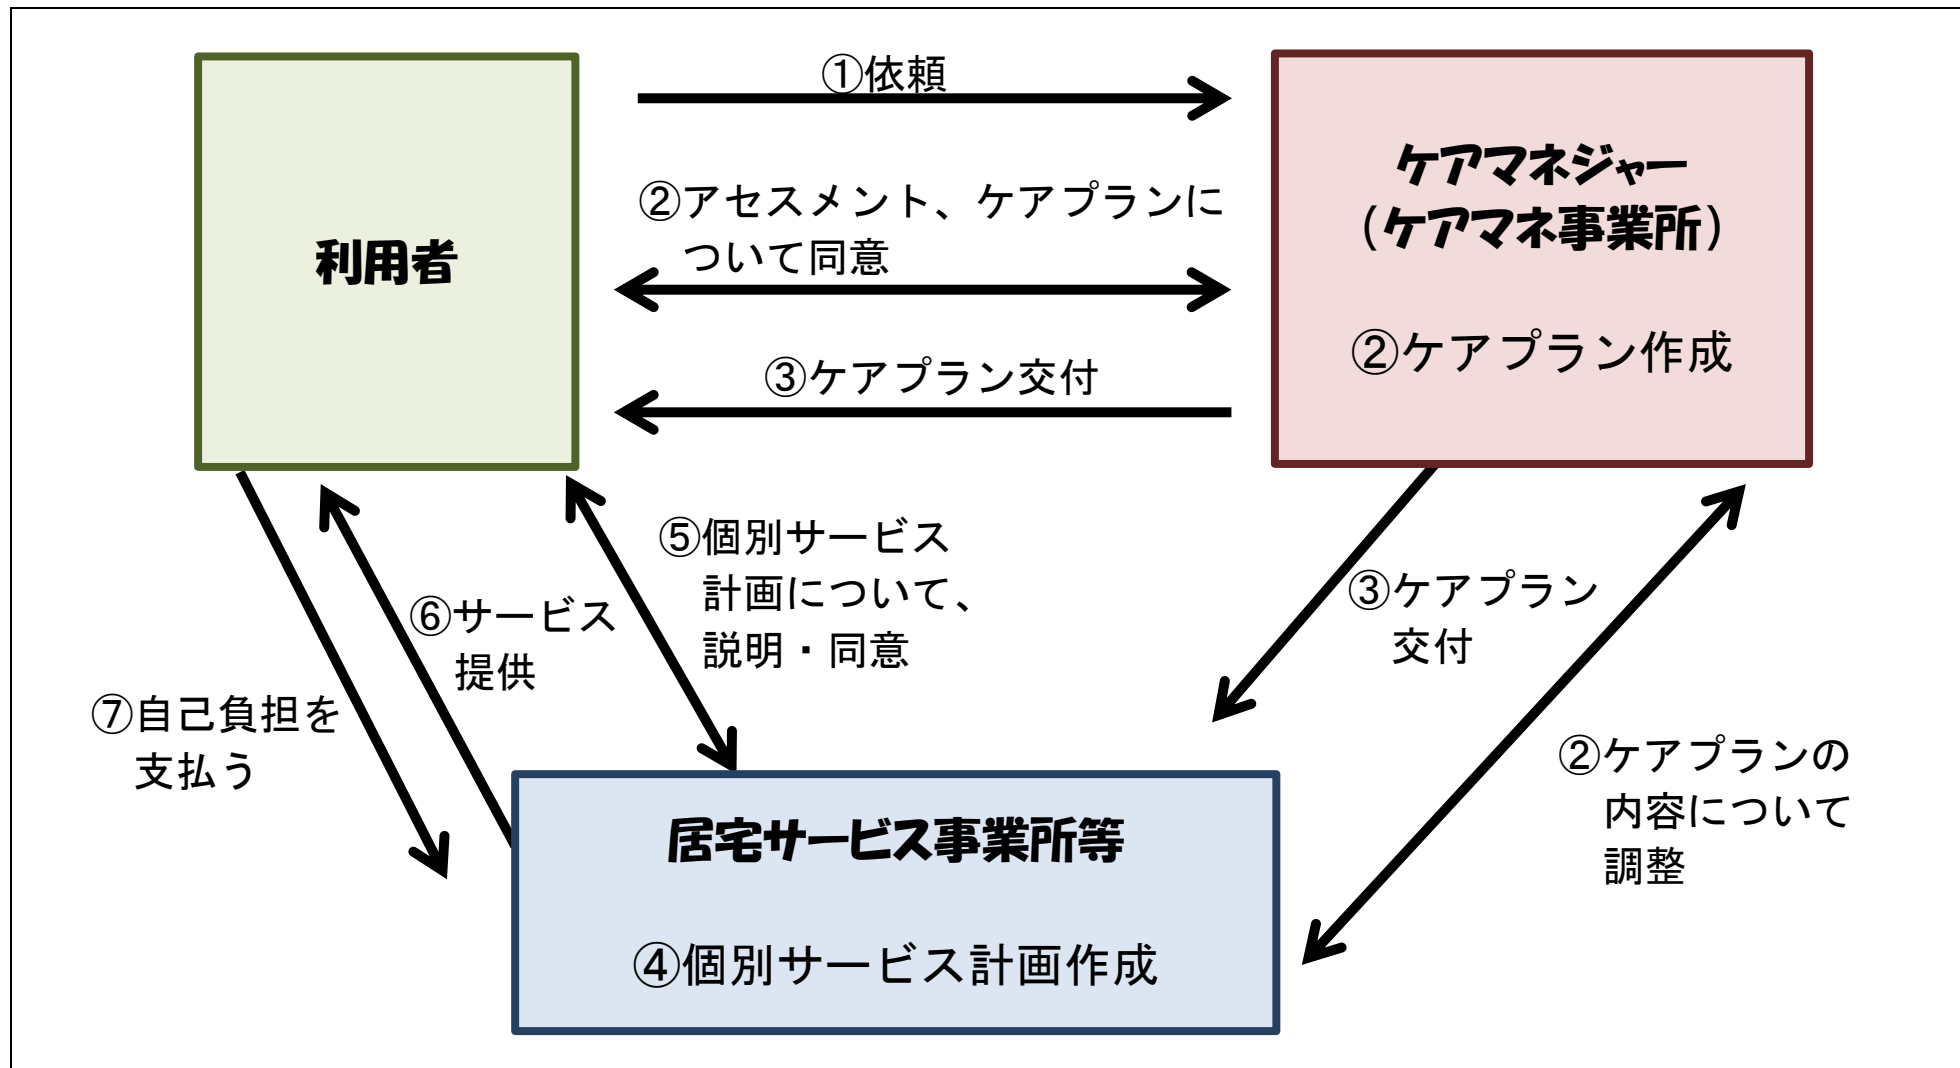 ①依頼
利用者
②アセスメント、ケアプランに
ついて同意
③ケアプラン交付
ケアマネジャー
（ケアマネ事業所）
②ケアプラン作成
⑤個別サービス
計画について、
説明・同意
⑥サービス
提供
⑦自己負担を
支払う
③ケアプラン
交付
②ケアプランの
内容について
調整
居宅サービス事業所等
④個別サービス計画作成